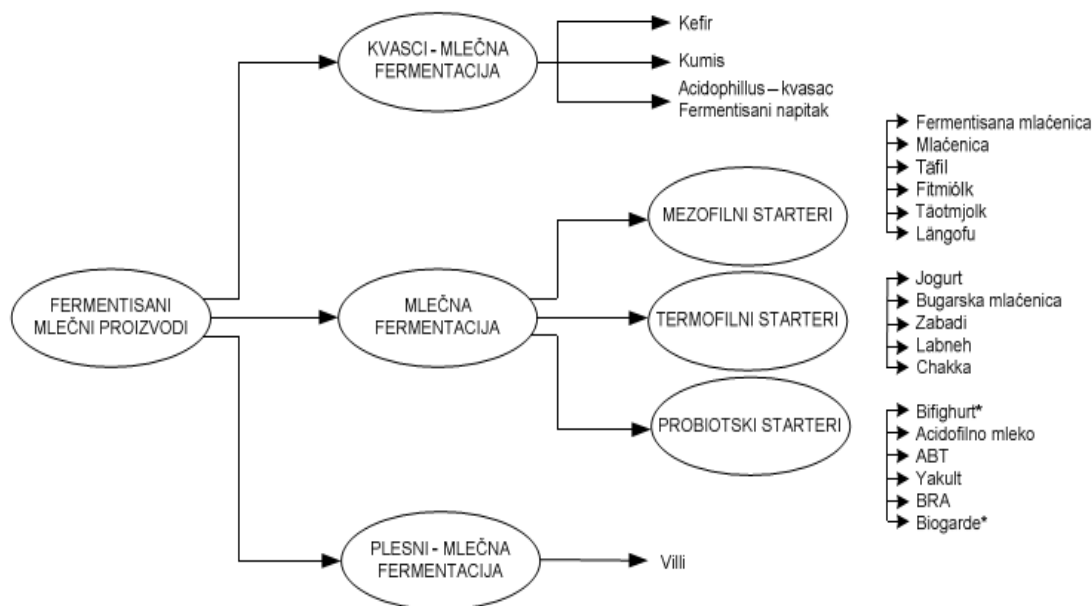 KVASCI - MLEČNA
FERMENTACIJA
Kefir
Kumis
Acidophillus – kvasac
Fermentisani napitak
FERMENTISANI
MLEČNI PROIZVODI
MLEČNA
FERMENTACIJA
MEZOFILNI STARTERI
Fermentisana mlaćenica
Mlaćenica
Täfil
Fitmiólk
Täotmjolk
Längofu
TERMOFILNI STARTERI
Jogurt
Bugarska mlaćenica
Zabadi
Labneh
Chakka
PROBIOTSKI STARTERI
Bifighurt*
Acidofilno mleko
ABT
Yakult
BRA
Biogarde*
PLESNI - MLEČNA
FERMENTACIJA
Villi